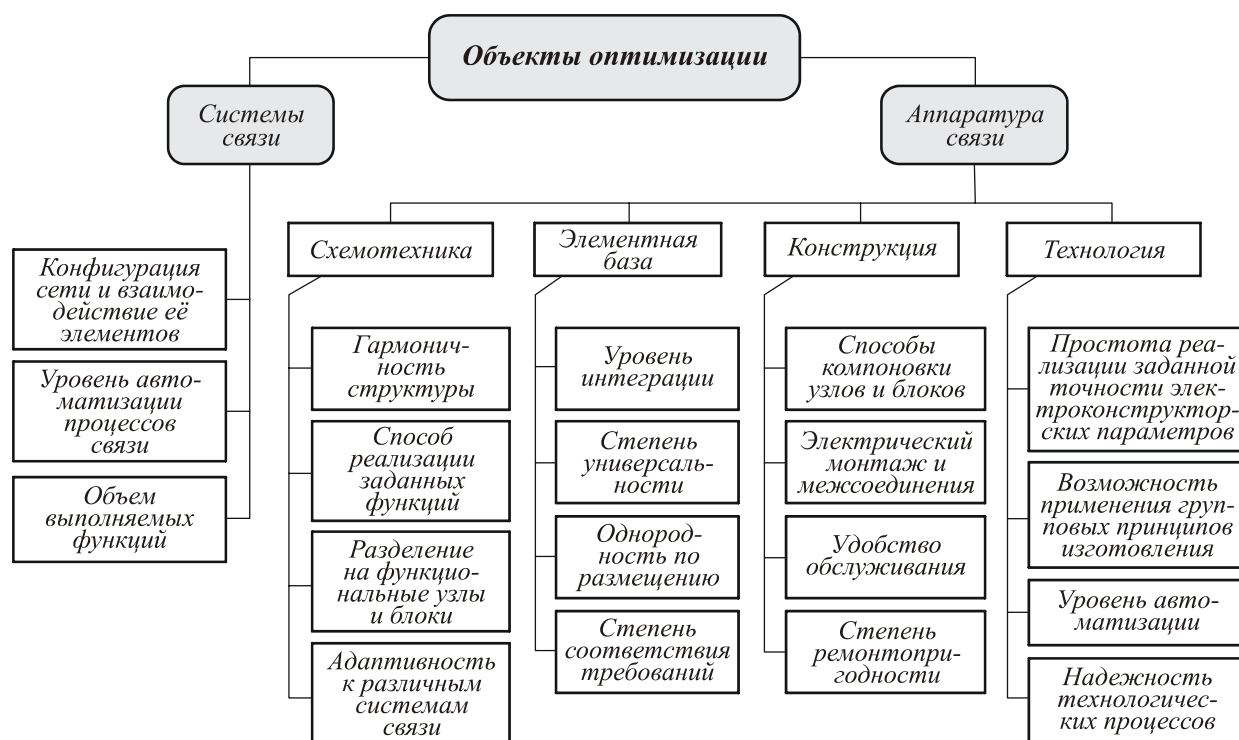 Объекты оптимизации
Системы
связи
Аппаратура
связи
Конфигурация
сети и взаимо-
действие её
элементов
Уровень авто-
матизации
процессов
связи
Объем
выполняемых
функций
Схемотехника
Гармонич-
ность
структуры
Способ
реализации
заданных
функций
Разделение
на функцио-
нальные узлы
и блоки
Адаптивность
к различным
системам
связи
Элементная
база
Уровень
интеграции
Степень
универсаль-
ности
Однород-
ность по
размещению
Степень
соответствия
требований
Конструкция
Способы
компоновки
узлов и блоков
Электрический
монтаж и
межсоединения
Удобство
обслуживания
Степень
ремонтопри-
годности
Технология
Простота реа-
лизации заданной
точности элек-
троконструктор-
ских параметров
Возможность
применения груп-
повых принципов
изготовления
Уровень авто-
матизации
Надежность
технологичес-
ких процессов